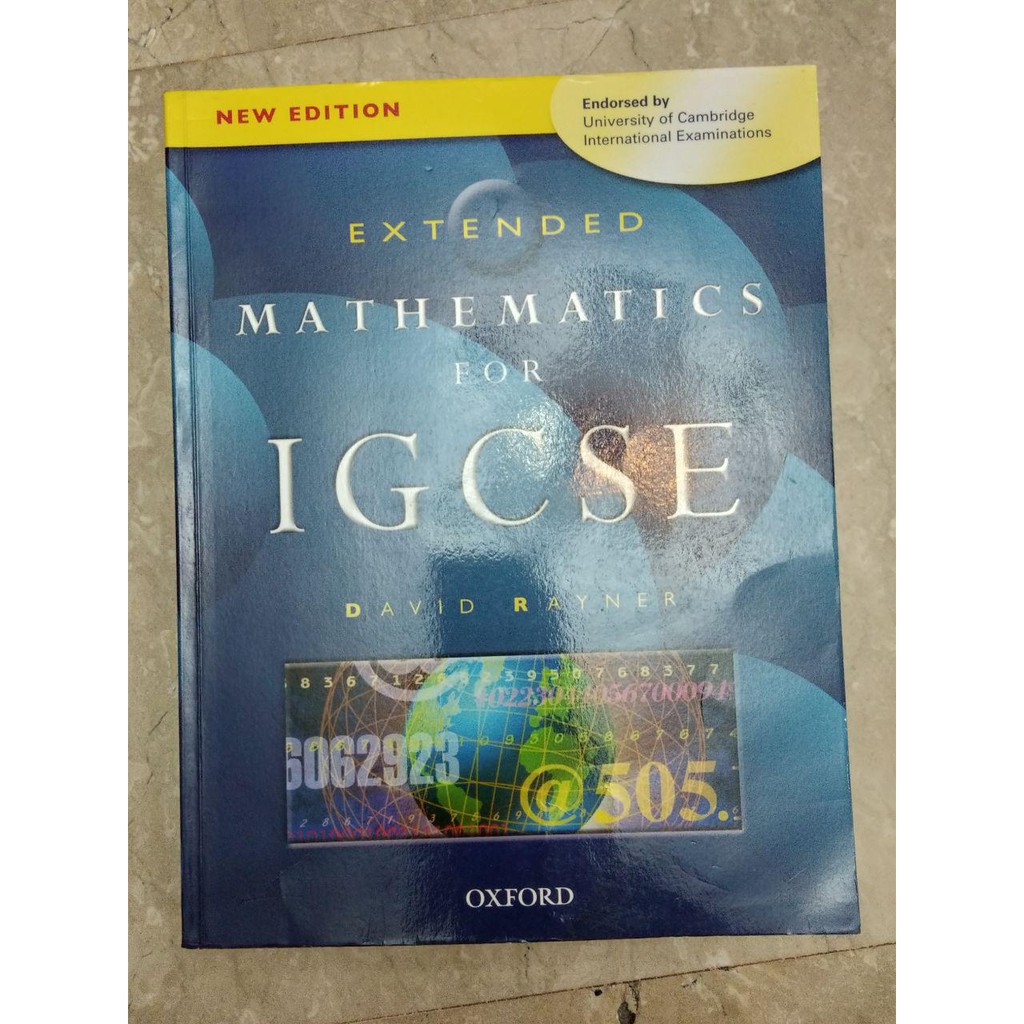 NEW EDITION
Endorsed by
University of Cambridge
International Examinations
EXTENDED
MATHEMATICS
FOR
IGCSE
DAVID RAYNER
6062923
@505.
OXFORD